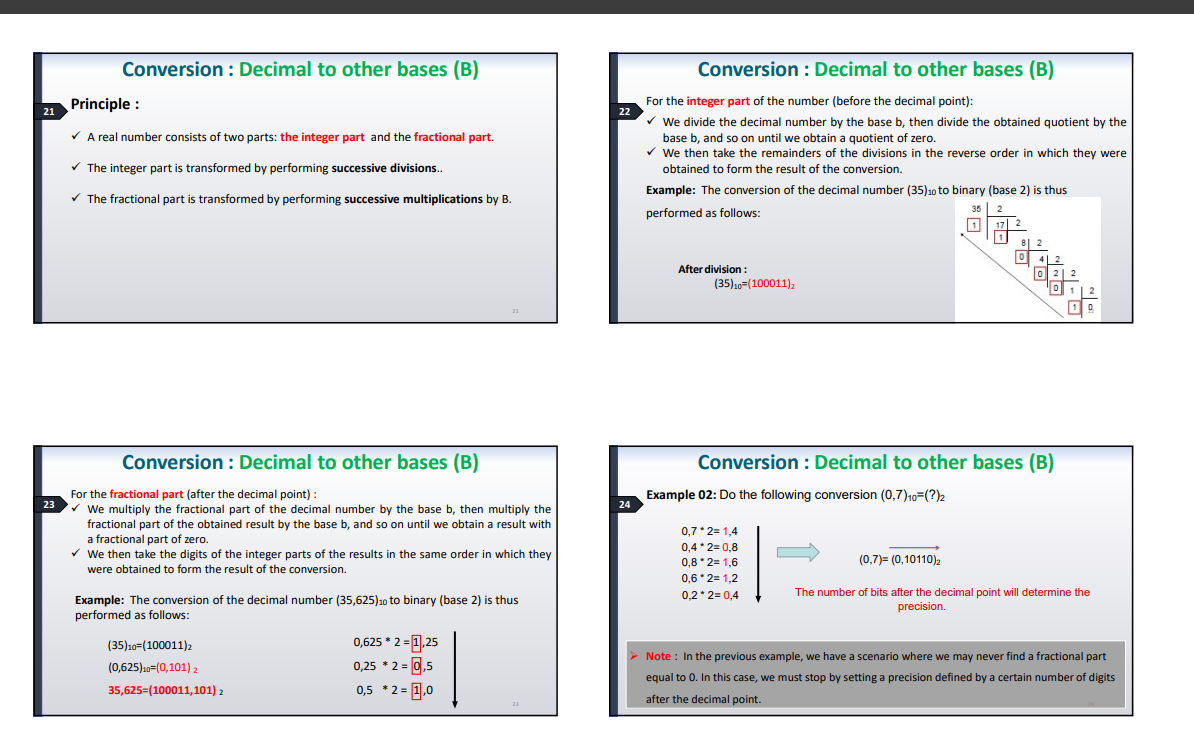 Conversion : Decimal to other bases (B)
21
Principle :
✓ A real number consists of two parts: the integer part and the fractional part.
✓ The integer part is transformed by performing successive divisions..
✓ The fractional part is transformed by performing successive multiplications by B.
21
Conversion : Decimal to other bases (B)
22
For the integer part of the number (before the decimal point):
✓ We divide the decimal number by the base b, then divide the obtained quotient by the
base b, and so on until we obtain a quotient of zero.
✓ We then take the remainders of the divisions in the reverse order in which they were
obtained to form the result of the conversion.
Example: The conversion of the decimal number (35)₁₀ to binary (base 2) is thus
performed as follows:
35 2
1 17 2
1 8 2
0 4 2
0 2 2
0 1 2
1 0
After division :
(35)₁₀=(100011)₂
Conversion : Decimal to other bases (B)
23
For the fractional part (after the decimal point) :
✓ We multiply the fractional part of the decimal number by the base b, then multiply the
fractional part of the obtained result by the base b, and so on until we obtain a result with
a fractional part of zero.
✓ We then take the digits of the integer parts of the results in the same order in which they
were obtained to form the result of the conversion.
Example: The conversion of the decimal number (35,625)₁₀ to binary (base 2) is thus
performed as follows:
(35)₁₀=(100011)₂
(0,625)₁₀=(0,101) ₂
35,625=(100011,101) ₂
0,625 * 2 = 1,25
0,25 * 2 = 0,5
0,5 * 2 = 1,0
23
Conversion : Decimal to other bases (B)
24
Example 02: Do the following conversion (0,7)₁₀=(?)₂
0,7 * 2= 1,4
0,4 * 2= 0,8
0,8 * 2= 1,6
0,6 * 2= 1,2
0,2 * 2= 0,4
(0,7)= (0,10110)₂
The number of bits after the decimal point will determine the
precision.
➢ Note : In the previous example, we have a scenario where we may never find a fractional part
equal to 0. In this case, we must stop by setting a precision defined by a certain number of digits
after the decimal point.